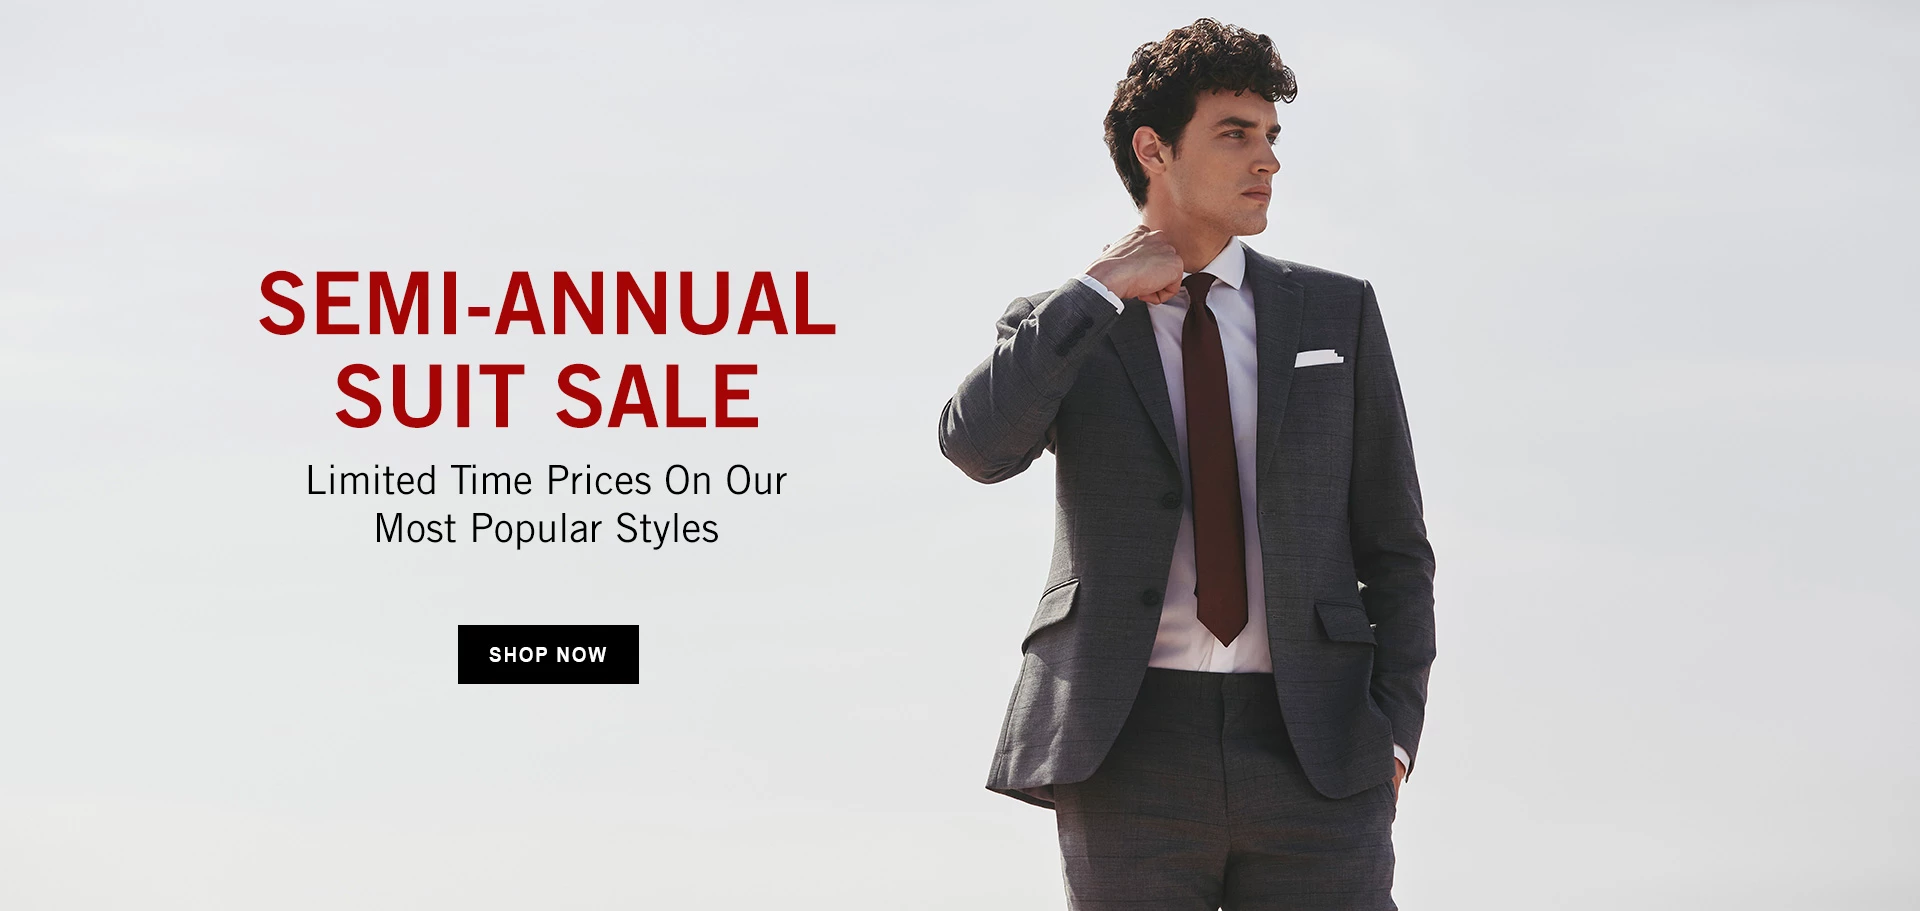 SEMI-ANNUAL
SUIT SALE
Limited Time Prices On Our
Most Popular Styles
SHOP NOW